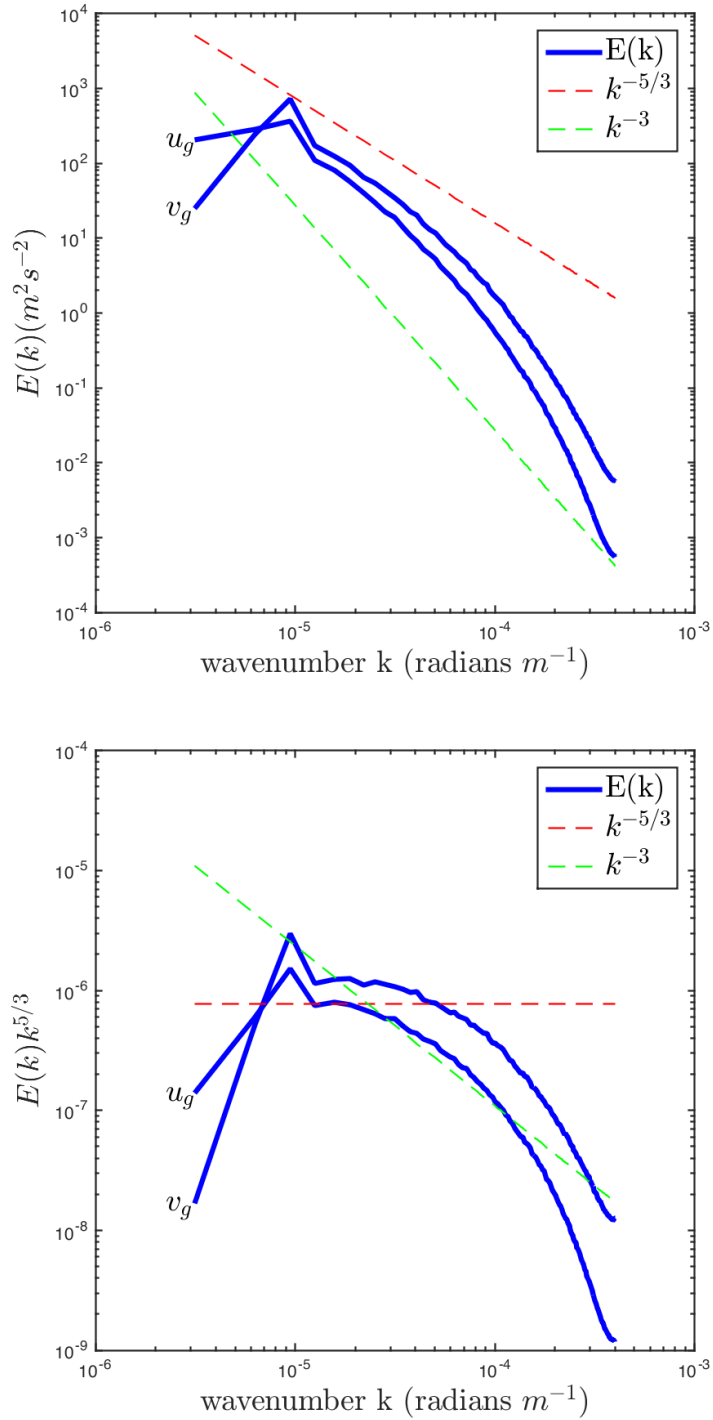 10^4
10^3
10^2
10^1
10^0
10^-1
10^-2
10^-3
10^-4
E(k)(m^2s^{-2})
u_g
v_g
E(k)
k^{-5/3}
k^{-3}
10^-6
10^-5
10^-4
10^-3
wavenumber k (radians m^{-1})
10^-4
10^-5
10^-6
10^-7
10^-8
10^-9
E(k)k^{5/3}
u_g
v_g
E(k)
k^{-5/3}
k^{-3}
10^-6
10^-5
10^-4
10^-3
wavenumber k (radians m^{-1})